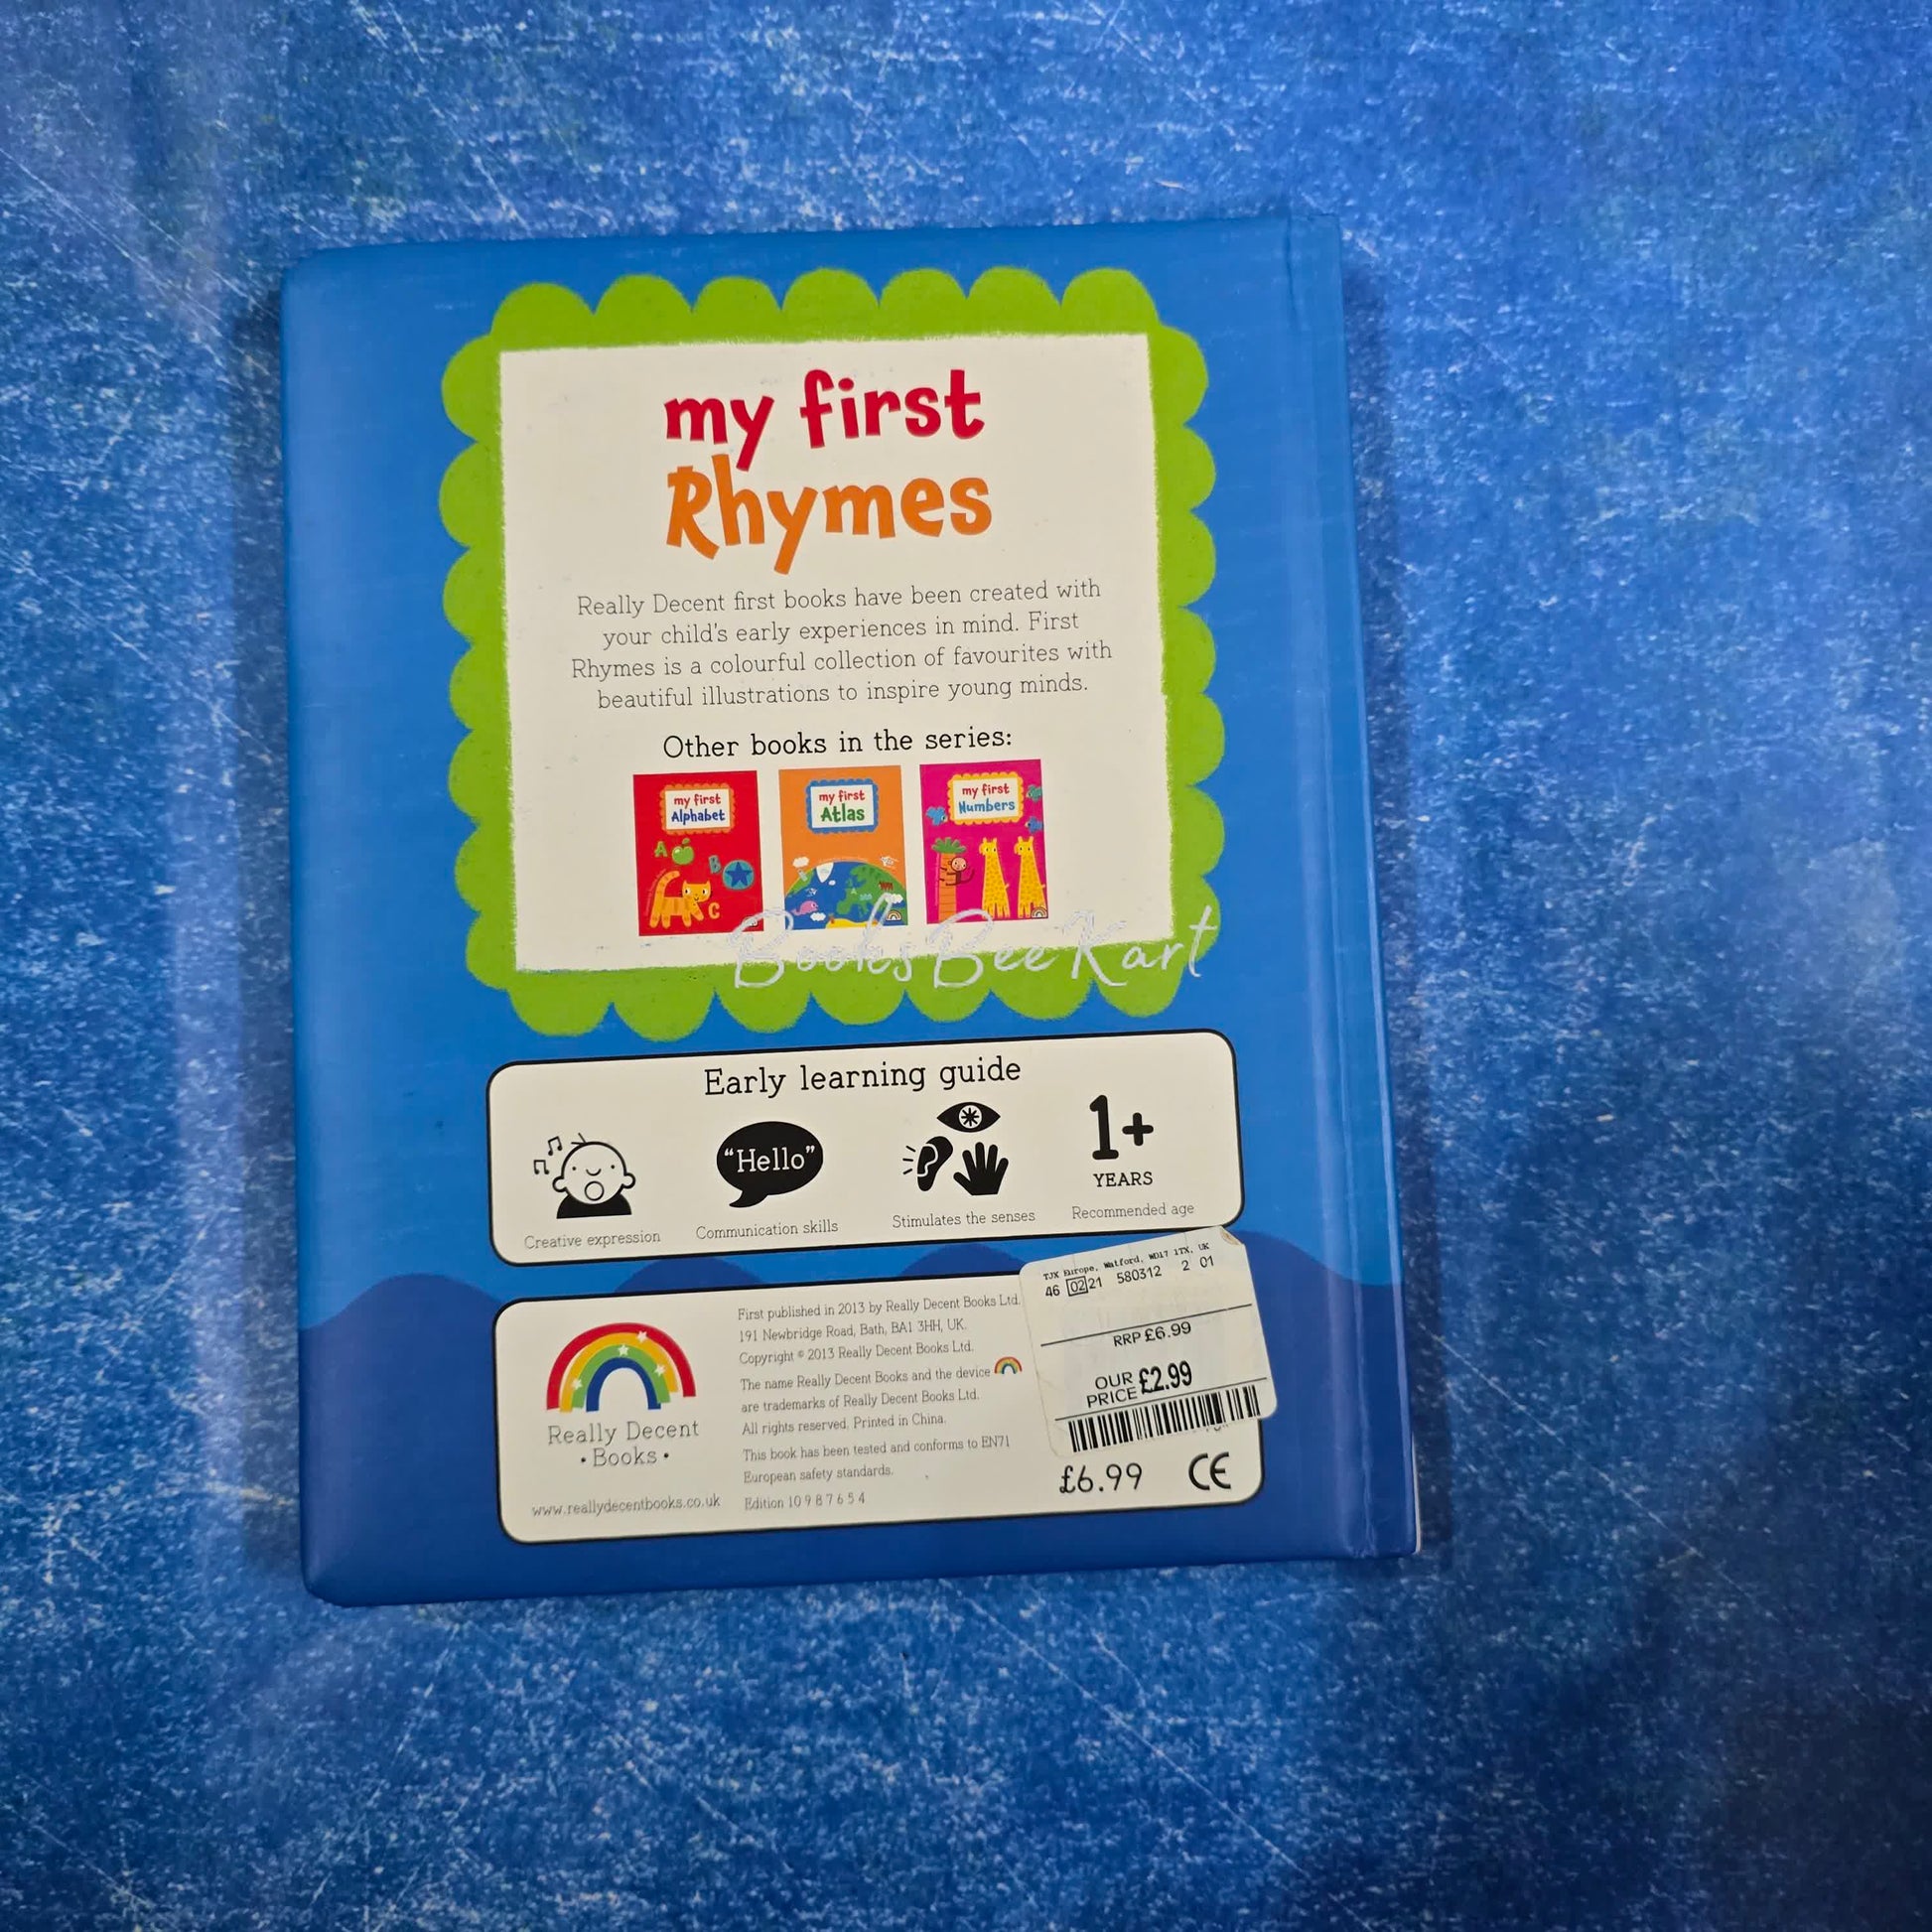 my first
Rhymes
Really Decent first books have been created with
your child's early experiences in mind. First
Rhymes is a colourful collection of favourites with
beautiful illustrations to inspire young minds.
Other books in the series:
my first
Alphabet
A
B
C
my first
Atlas
my first
Numbers
BooksBeeKart
Early learning guide
"Hello"
1+
YEARS
Creative expression
Communication skills
Stimulates the senses
Recommended age
Really Decent
• Books •
www.reallydecentbooks.co.uk
First published in 2013 by Really Decent Books Ltd.
191 Newbridge Road, Bath, BA1 3HH, UK.
Copyright © 2013 Really Decent Books Ltd.
The name Really Decent Books and the device
are trademarks of Really Decent Books Ltd.
All rights reserved. Printed in China.
This book has been tested and conforms to EN71
European safety standards.
Edition 10 9 8 7 6 5 4
TJX Europe, Watford, WD17 1TX, UK
46 02 21 580312 2 01
RRP £6.99
OUR PRICE £2.99
£6.99
CE